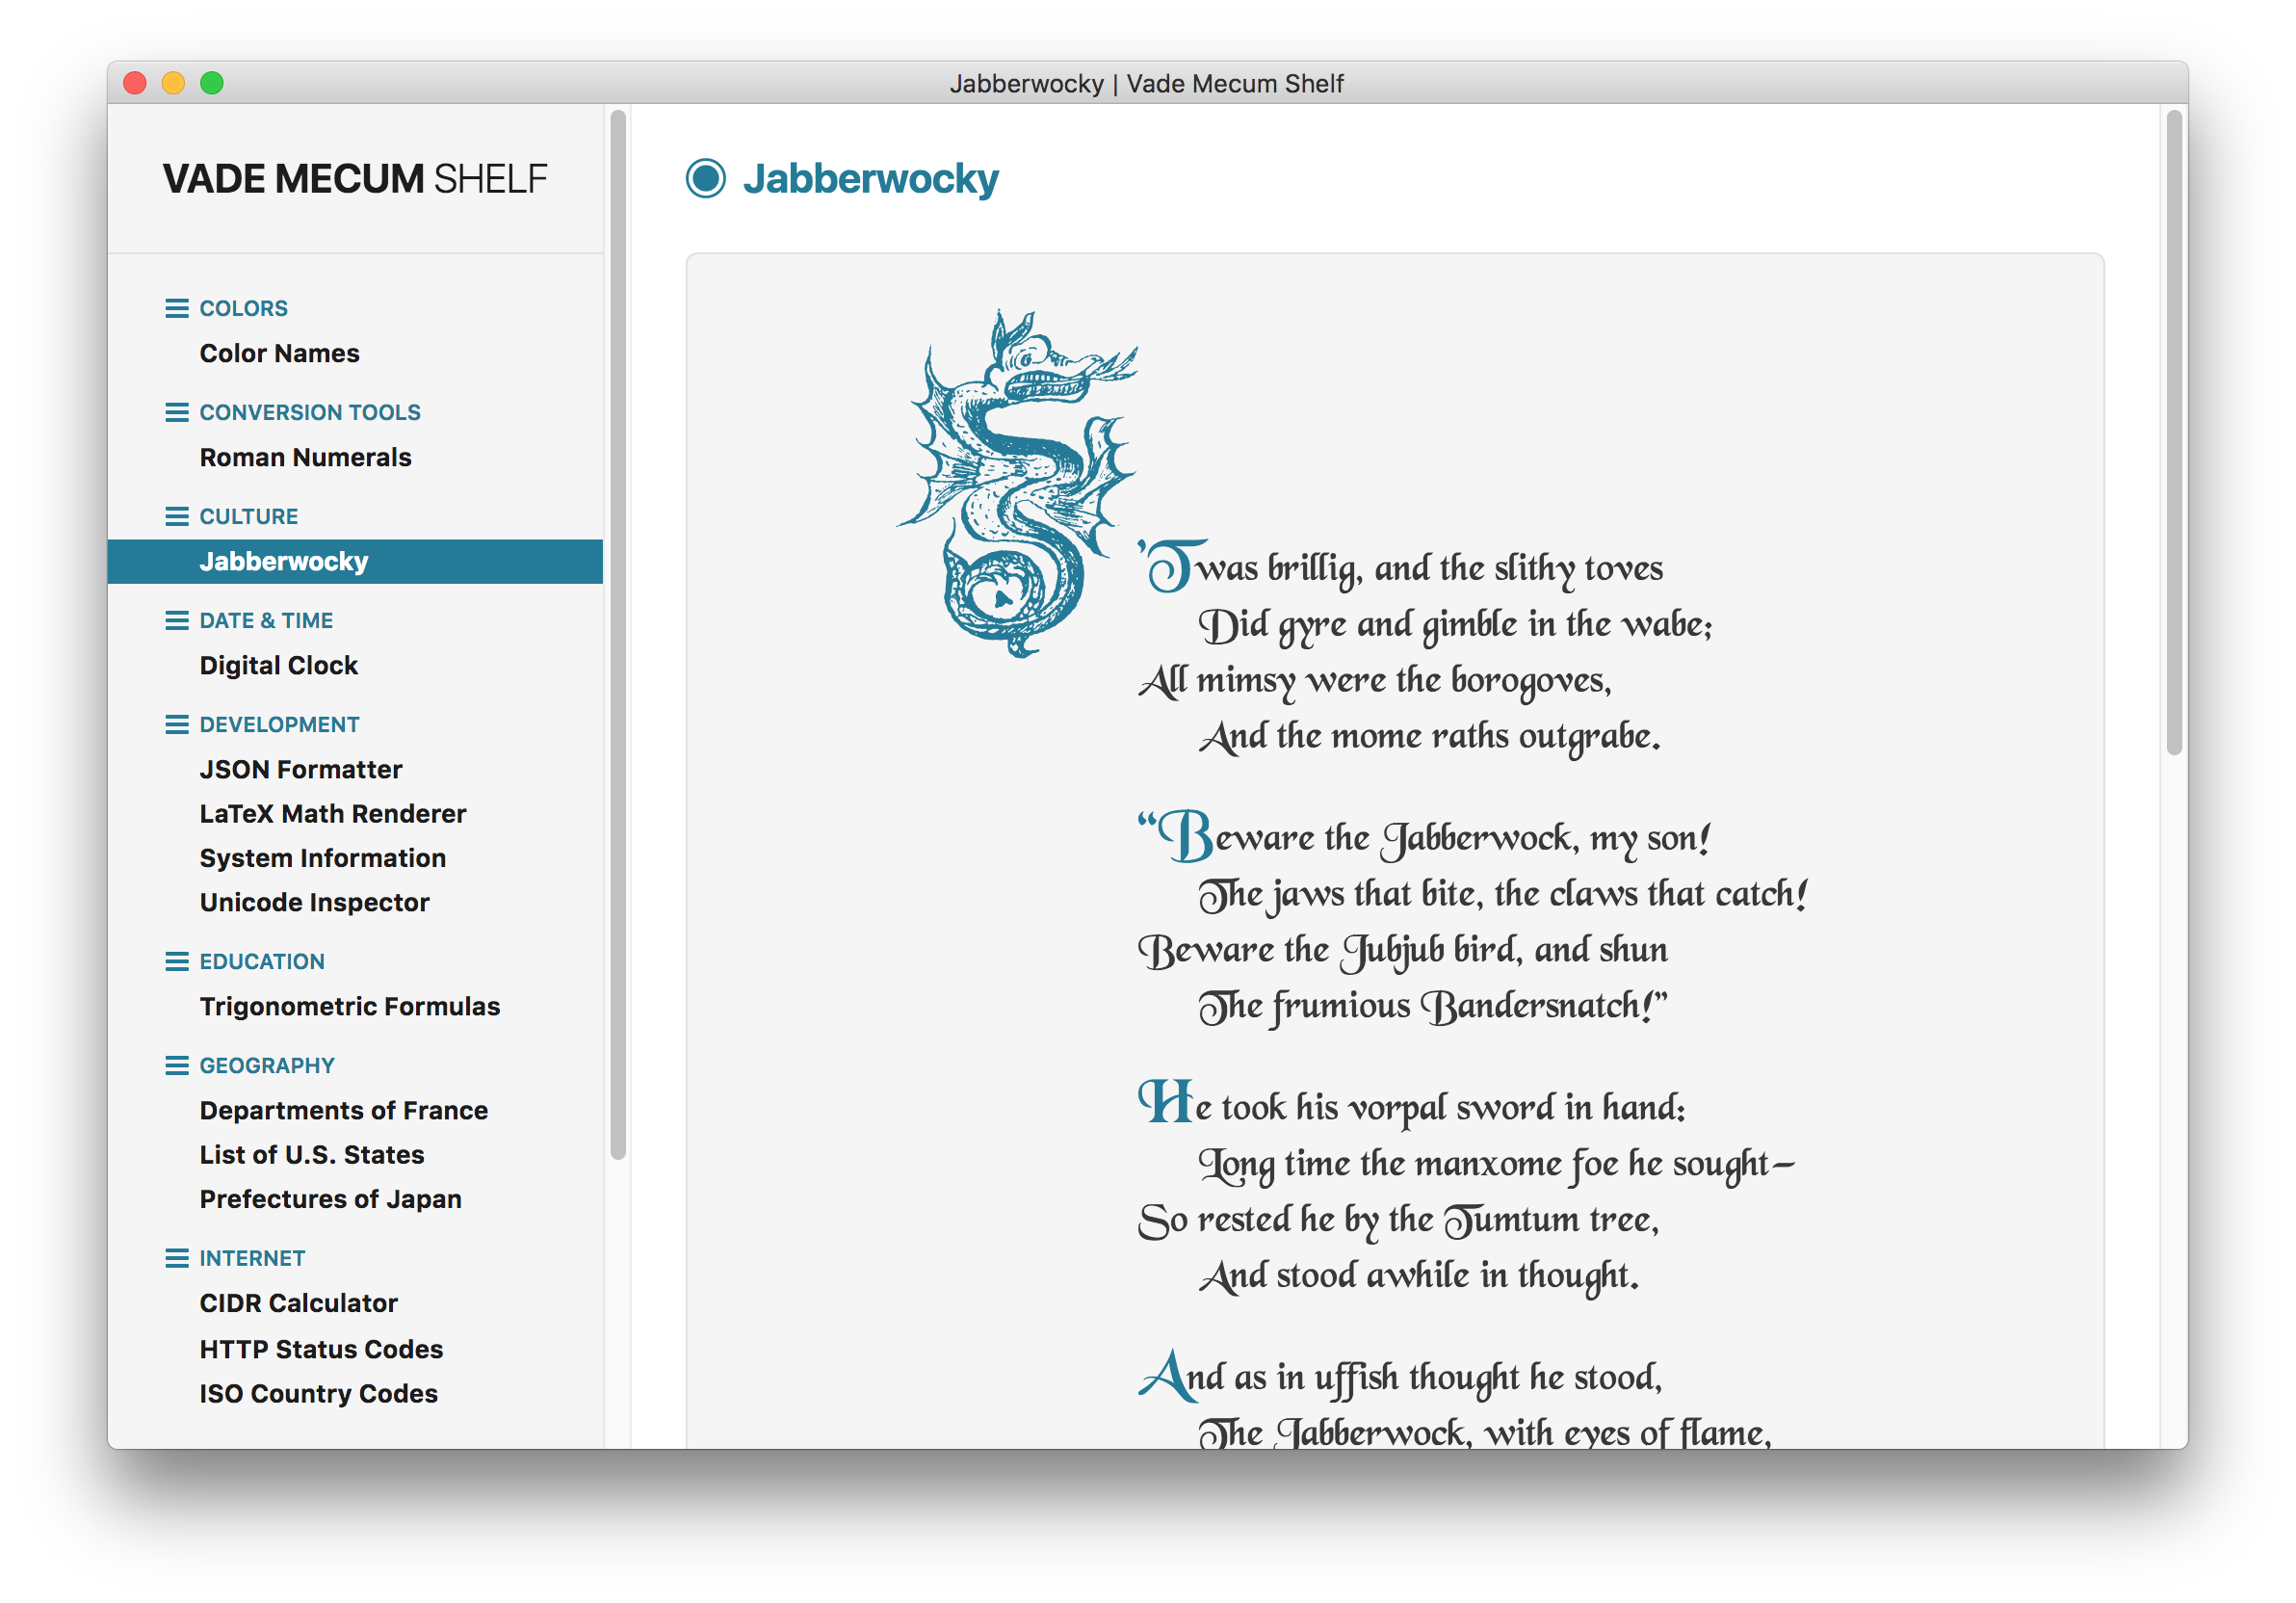 Jabberwocky | Vade Mecum Shelf
VADE MECUM SHELF
COLORS
Color Names
CONVERSION TOOLS
Roman Numerals
CULTURE
Jabberwocky
DATE & TIME
Digital Clock
DEVELOPMENT
JSON Formatter
LaTeX Math Renderer
System Information
Unicode Inspector
EDUCATION
Trigonometric Formulas
GEOGRAPHY
Departments of France
List of U.S. States
Prefectures of Japan
INTERNET
CIDR Calculator
HTTP Status Codes
ISO Country Codes
Jabberwocky
’Twas brillig, and the slithy toves
Did gyre and gimble in the wabe;
All mimsy were the borogoves,
And the mome raths outgrabe.
“Beware the Jabberwock, my son!
The jaws that bite, the claws that catch!
Beware the Jubjub bird, and shun
The frumious Bandersnatch!”
He took his vorpal sword in hand:
Long time the manxome foe he sought—
So rested he by the Tumtum tree,
And stood awhile in thought.
And as in uffish thought he stood,
The Jabberwock, with eyes of flame,